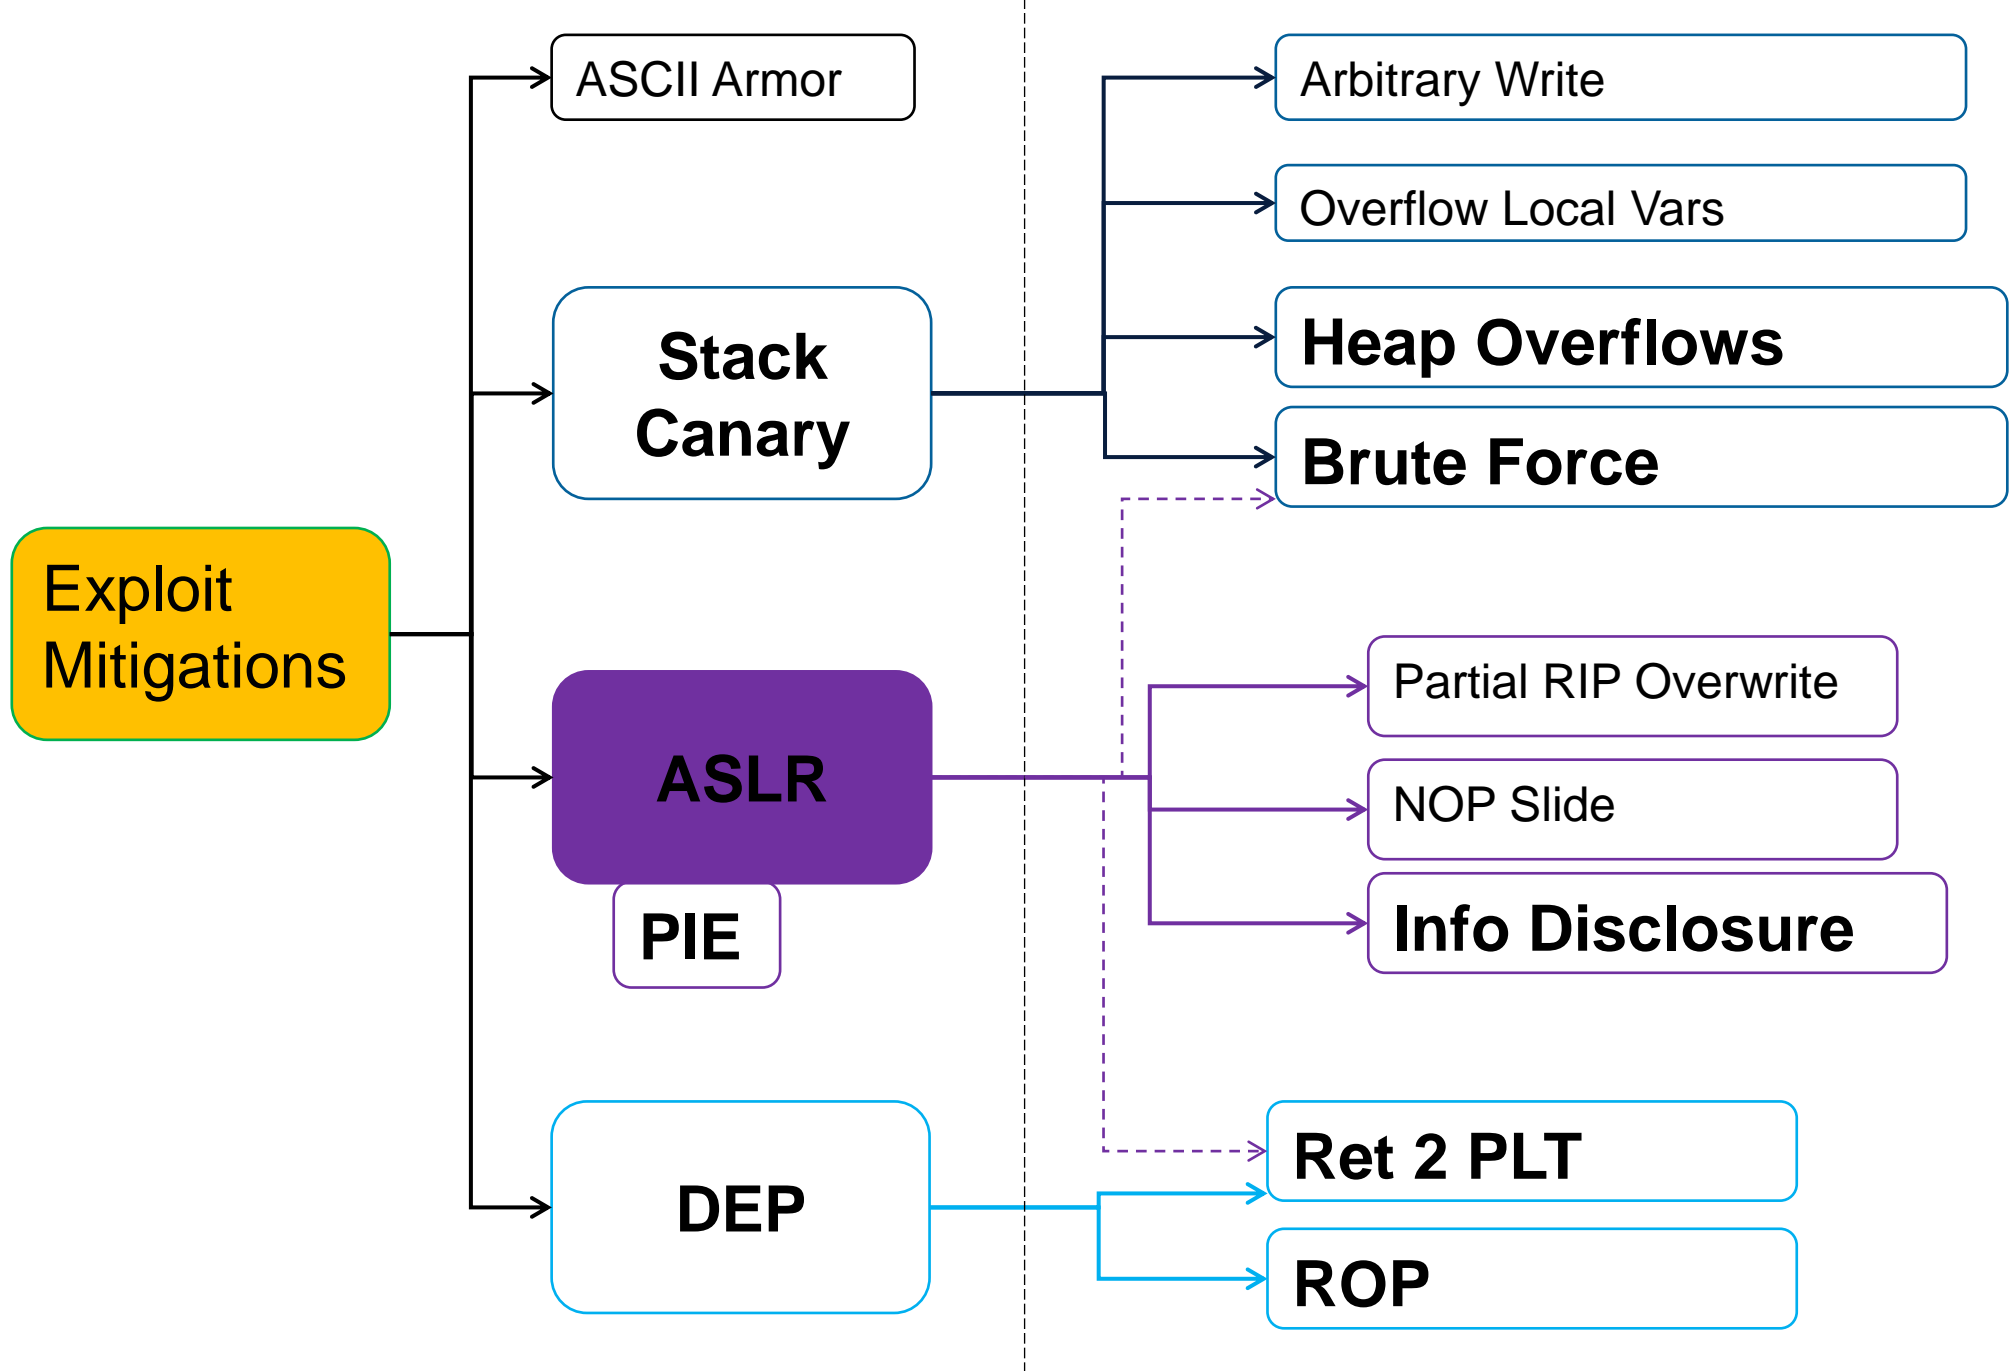 ASCII Armor
Stack
Canary
Exploit
Mitigations
ASLR
PIE
DEP
Arbitrary Write
Overflow Local Vars
Heap Overflows
Brute Force
Partial RIP Overwrite
NOP Slide
Info Disclosure
Ret 2 PLT
ROP